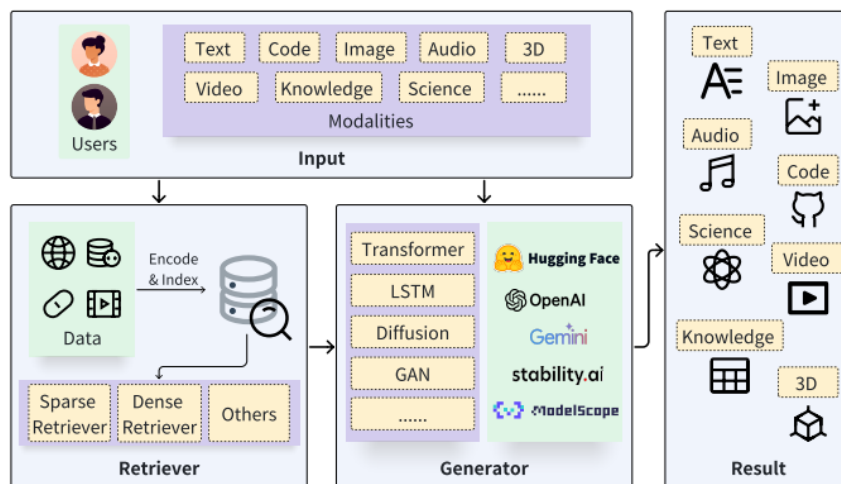 Text Code Image Audio 3D
Video Knowledge Science ......
Modalities
Users
Input
Data
Encode
& Index
Sparse
Retriever
Dense
Retriever
Others
Retriever
Transformer
LSTM
Diffusion
GAN
......
Hugging Face
OpenAI
Gemini
stability.ai
ModelScope
Generator
Text
Image
Audio
Code
Science
Video
Knowledge
3D
Result